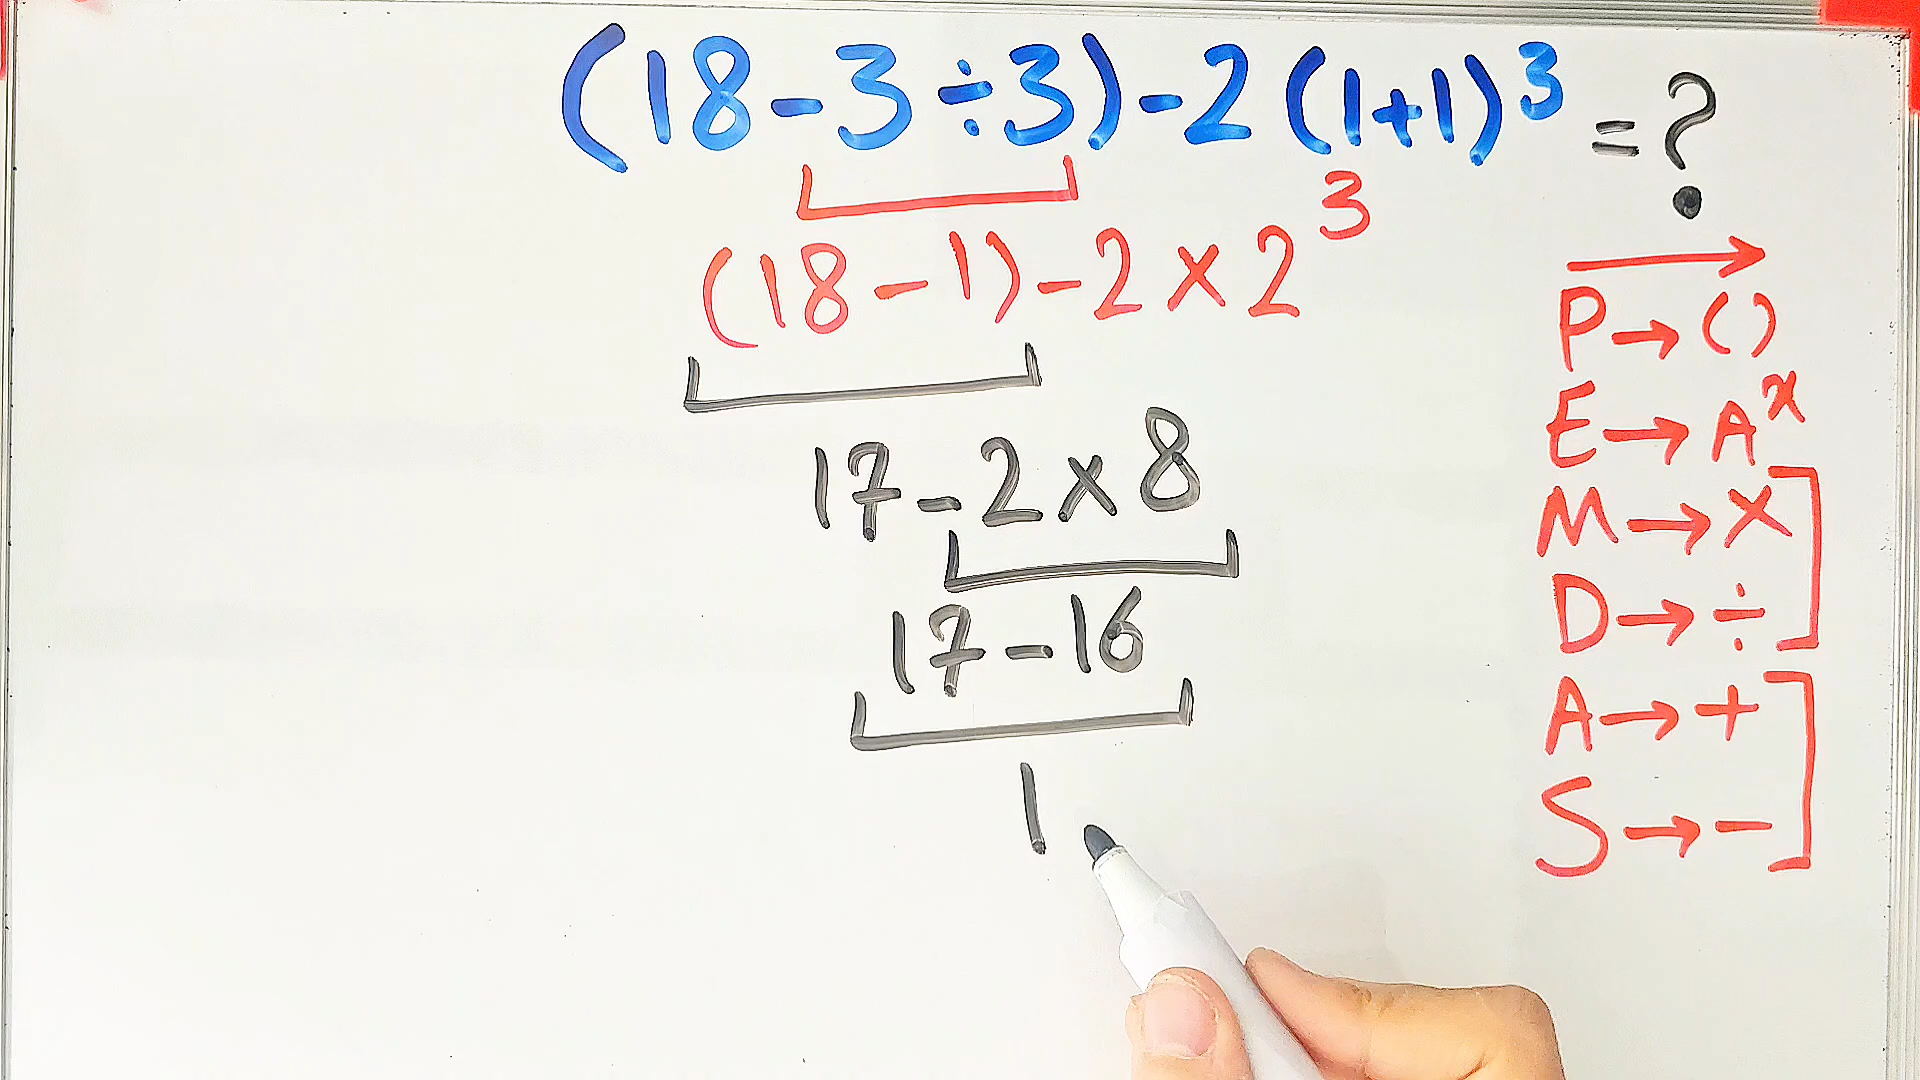 (18-3÷3)-2(1+1)³ =?
(18-1)-2×2³
17-2×8
17-16
1
P→()
E→Aˣ
M→×
D→÷
A→+
S→-